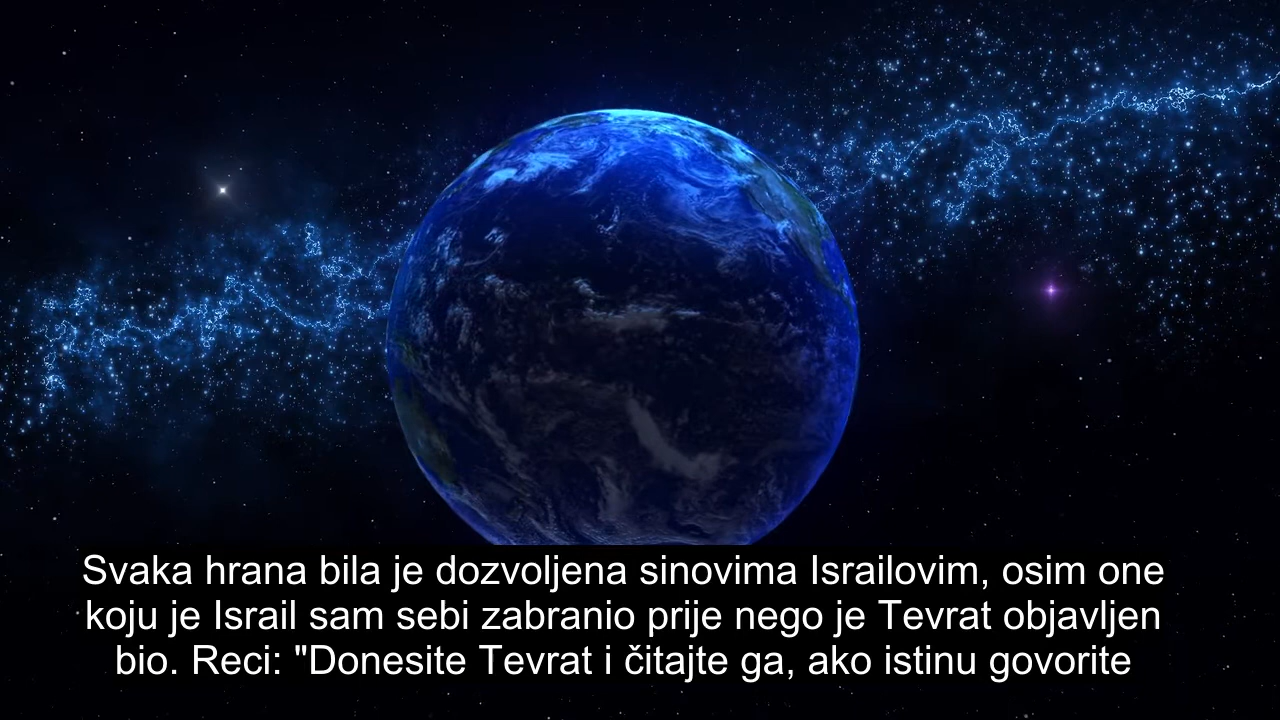 Svaka hrana bila je dozvoljena sinovima Israilovim, osim one
koju je Israil sam sebi zabranio prije nego je Tevrat objavljen
bio. Reci: "Donesite Tevrat i čitajte ga, ako istinu govorite